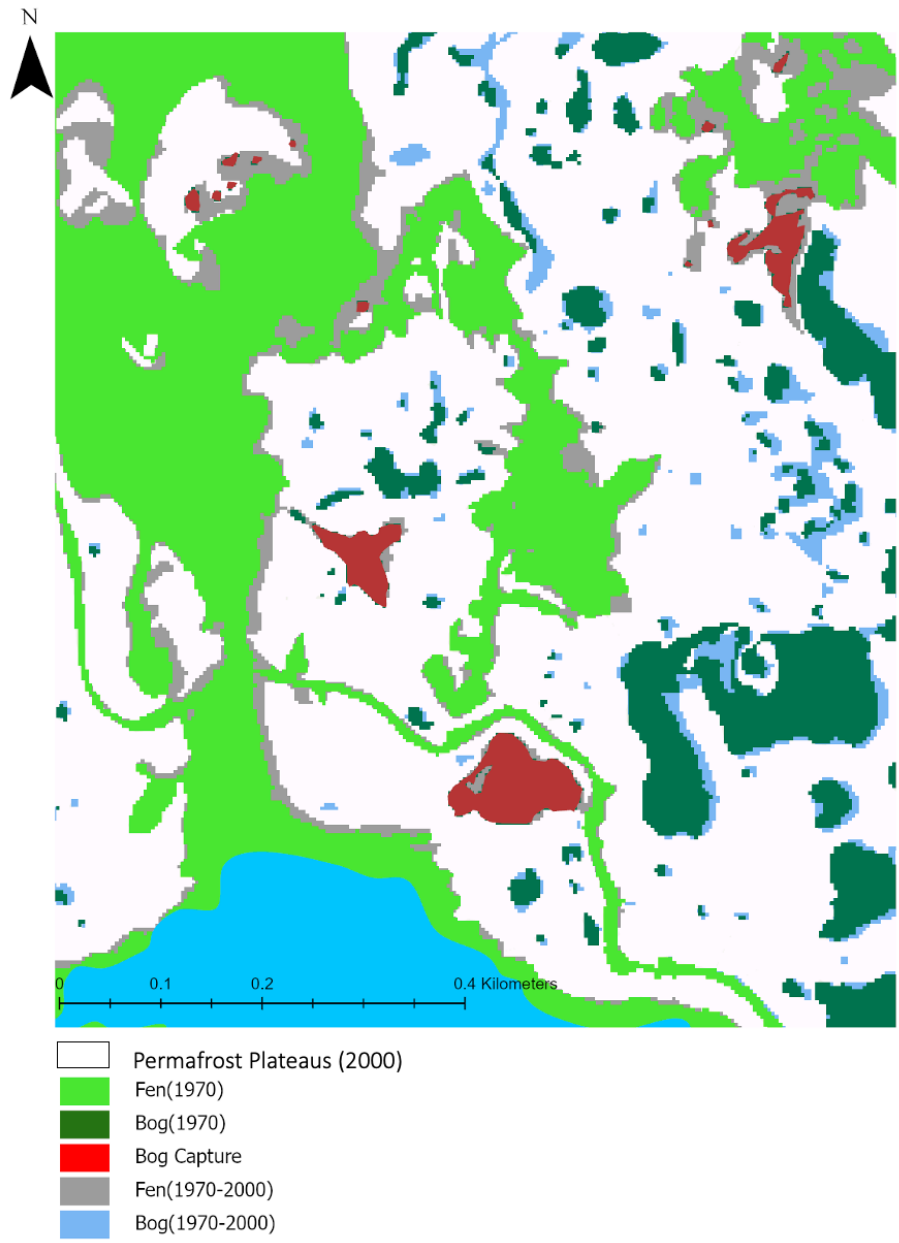 N
0 0.1 0.2 0.4 Kilometers
Permafrost Plateaus (2000)
Fen(1970)
Bog(1970)
Bog Capture
Fen(1970-2000)
Bog(1970-2000)